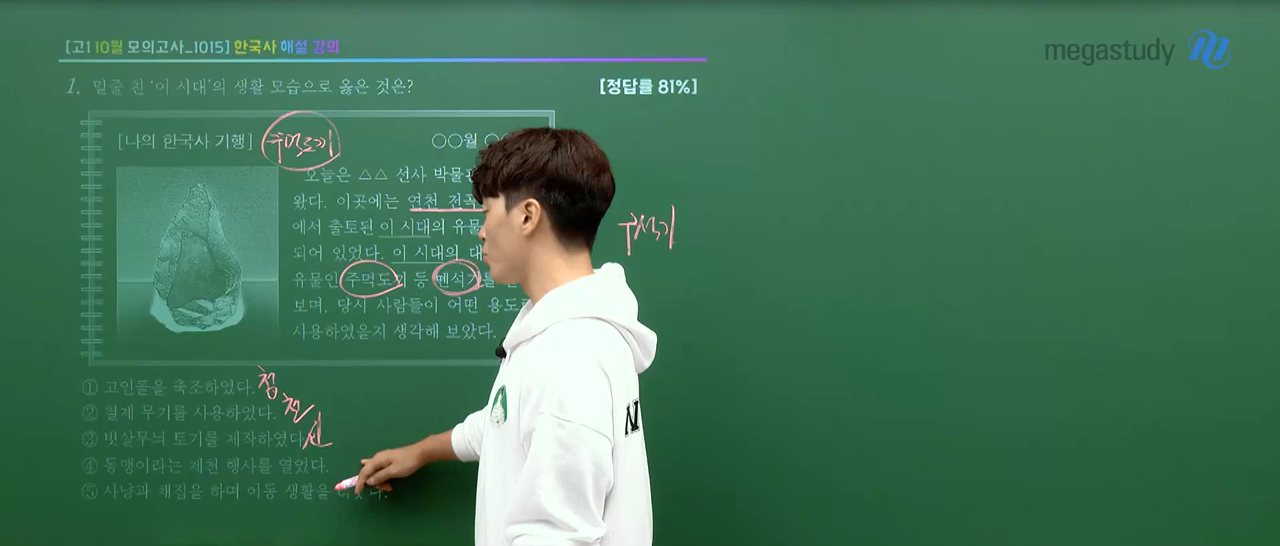 [고1 10월 모의고사_1015] 한국사 해설 강의
megastudy
1. 밑줄 친 '이 시대'의 생활 모습으로 옳은 것은?
[정답률 81%]
[나의 한국사 기행]
주먹도끼
○○월 ○
오늘은 △△ 선사 박물관
왔다. 이곳에는 연천 전곡
에서 출토된 이 시대의 유물
되어 있었다. 이 시대의 대
유물인 주먹도끼 등 뗀석기를
보며, 당시 사람들이 어떤 용도로
사용하였을지 생각해 보았다.
① 고인돌을 축조하였다. 청
② 철제 무기를 사용하였다. 철
③ 빗살무늬 토기를 제작하였다. 신
④ 동맹이라는 제천 행사를 열었다.
⑤ 사냥과 채집을 하며 이동 생활을
N